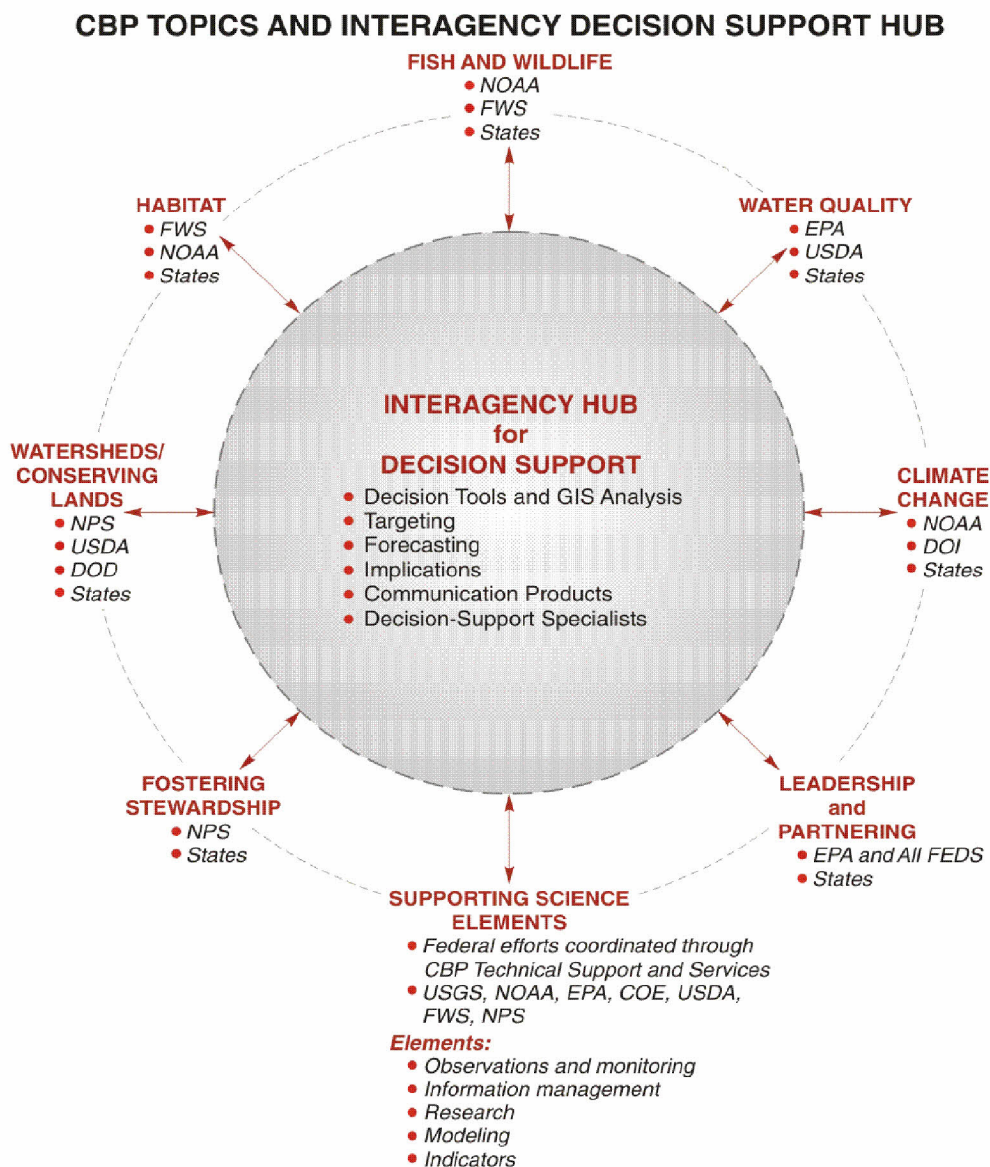 CBP TOPICS AND INTERAGENCY DECISION SUPPORT HUB
FISH AND WILDLIFE
• NOAA
• FWS
• States
HABITAT
• FWS
• NOAA
• States
WATER QUALITY
• EPA
• USDA
• States
INTERAGENCY HUB
for
DECISION SUPPORT
• Decision Tools and GIS Analysis
• Targeting
• Forecasting
• Implications
• Communication Products
• Decision-Support Specialists
WATERSHEDS/
CONSERVING
LANDS
• NPS
• USDA
• DOD
• States
CLIMATE
CHANGE
• NOAA
• DOI
• States
FOSTERING
STEWARDSHIP
• NPS
• States
LEADERSHIP
and
PARTNERING
• EPA and All FEDS
• States
SUPPORTING SCIENCE
ELEMENTS
• Federal efforts coordinated through
CBP Technical Support and Services
• USGS, NOAA, EPA, COE, USDA,
FWS, NPS
Elements:
• Observations and monitoring
• Information management
• Research
• Modeling
• Indicators